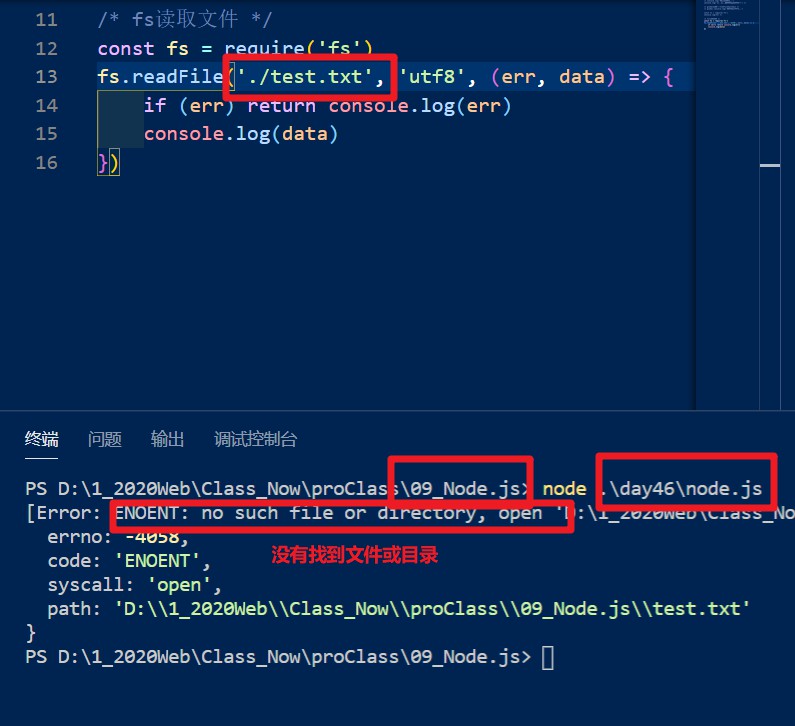 11 /* fs读取文件 */
12 const fs = require('fs')
13 fs.readFile('./test.txt', 'utf8', (err, data) => {
14 if (err) return console.log(err)
15 console.log(data)
16 })
终端 问题 输出 调试控制台
PS D:\1_2020Web\Class_Now\proClass\09_Node.js> node .\day46\node.js
[Error: ENOENT: no such file or directory, open 'D:\1_2020Web\Class_No
errno: -4058,
code: 'ENOENT',
没有找到文件或目录
syscall: 'open',
path: 'D:\\1_2020Web\\Class_Now\\proClass\\09_Node.js\\test.txt'
}
PS D:\1_2020Web\Class_Now\proClass\09_Node.js>